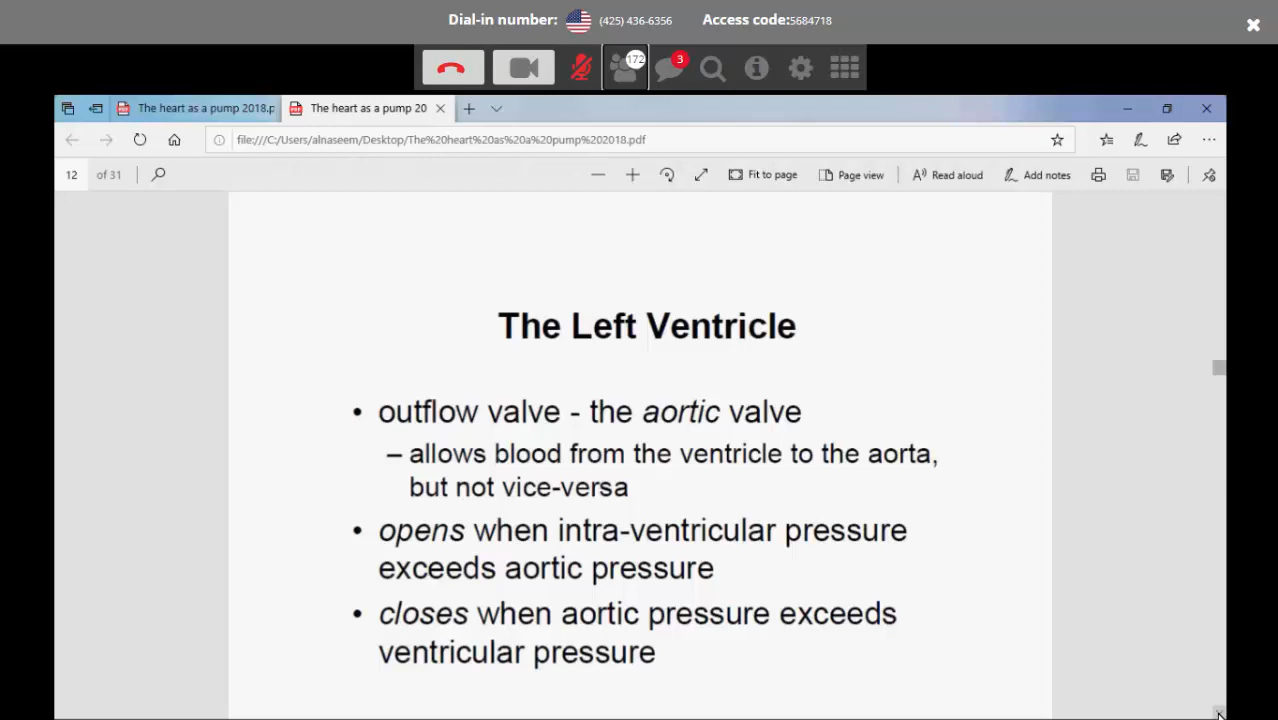 Dial-in number: (425) 436-6356 Access code:5684718
172 3
The heart as a pump 2018.p The heart as a pump 20
file:///C:/Users/alnaseem/Desktop/The%20heart%20as%20a%20pump%202018.pdf
12 of 31 Fit to page Page view Read aloud Add notes
The Left Ventricle
• outflow valve - the aortic valve
– allows blood from the ventricle to the aorta,
but not vice-versa
• opens when intra-ventricular pressure
exceeds aortic pressure
• closes when aortic pressure exceeds
ventricular pressure